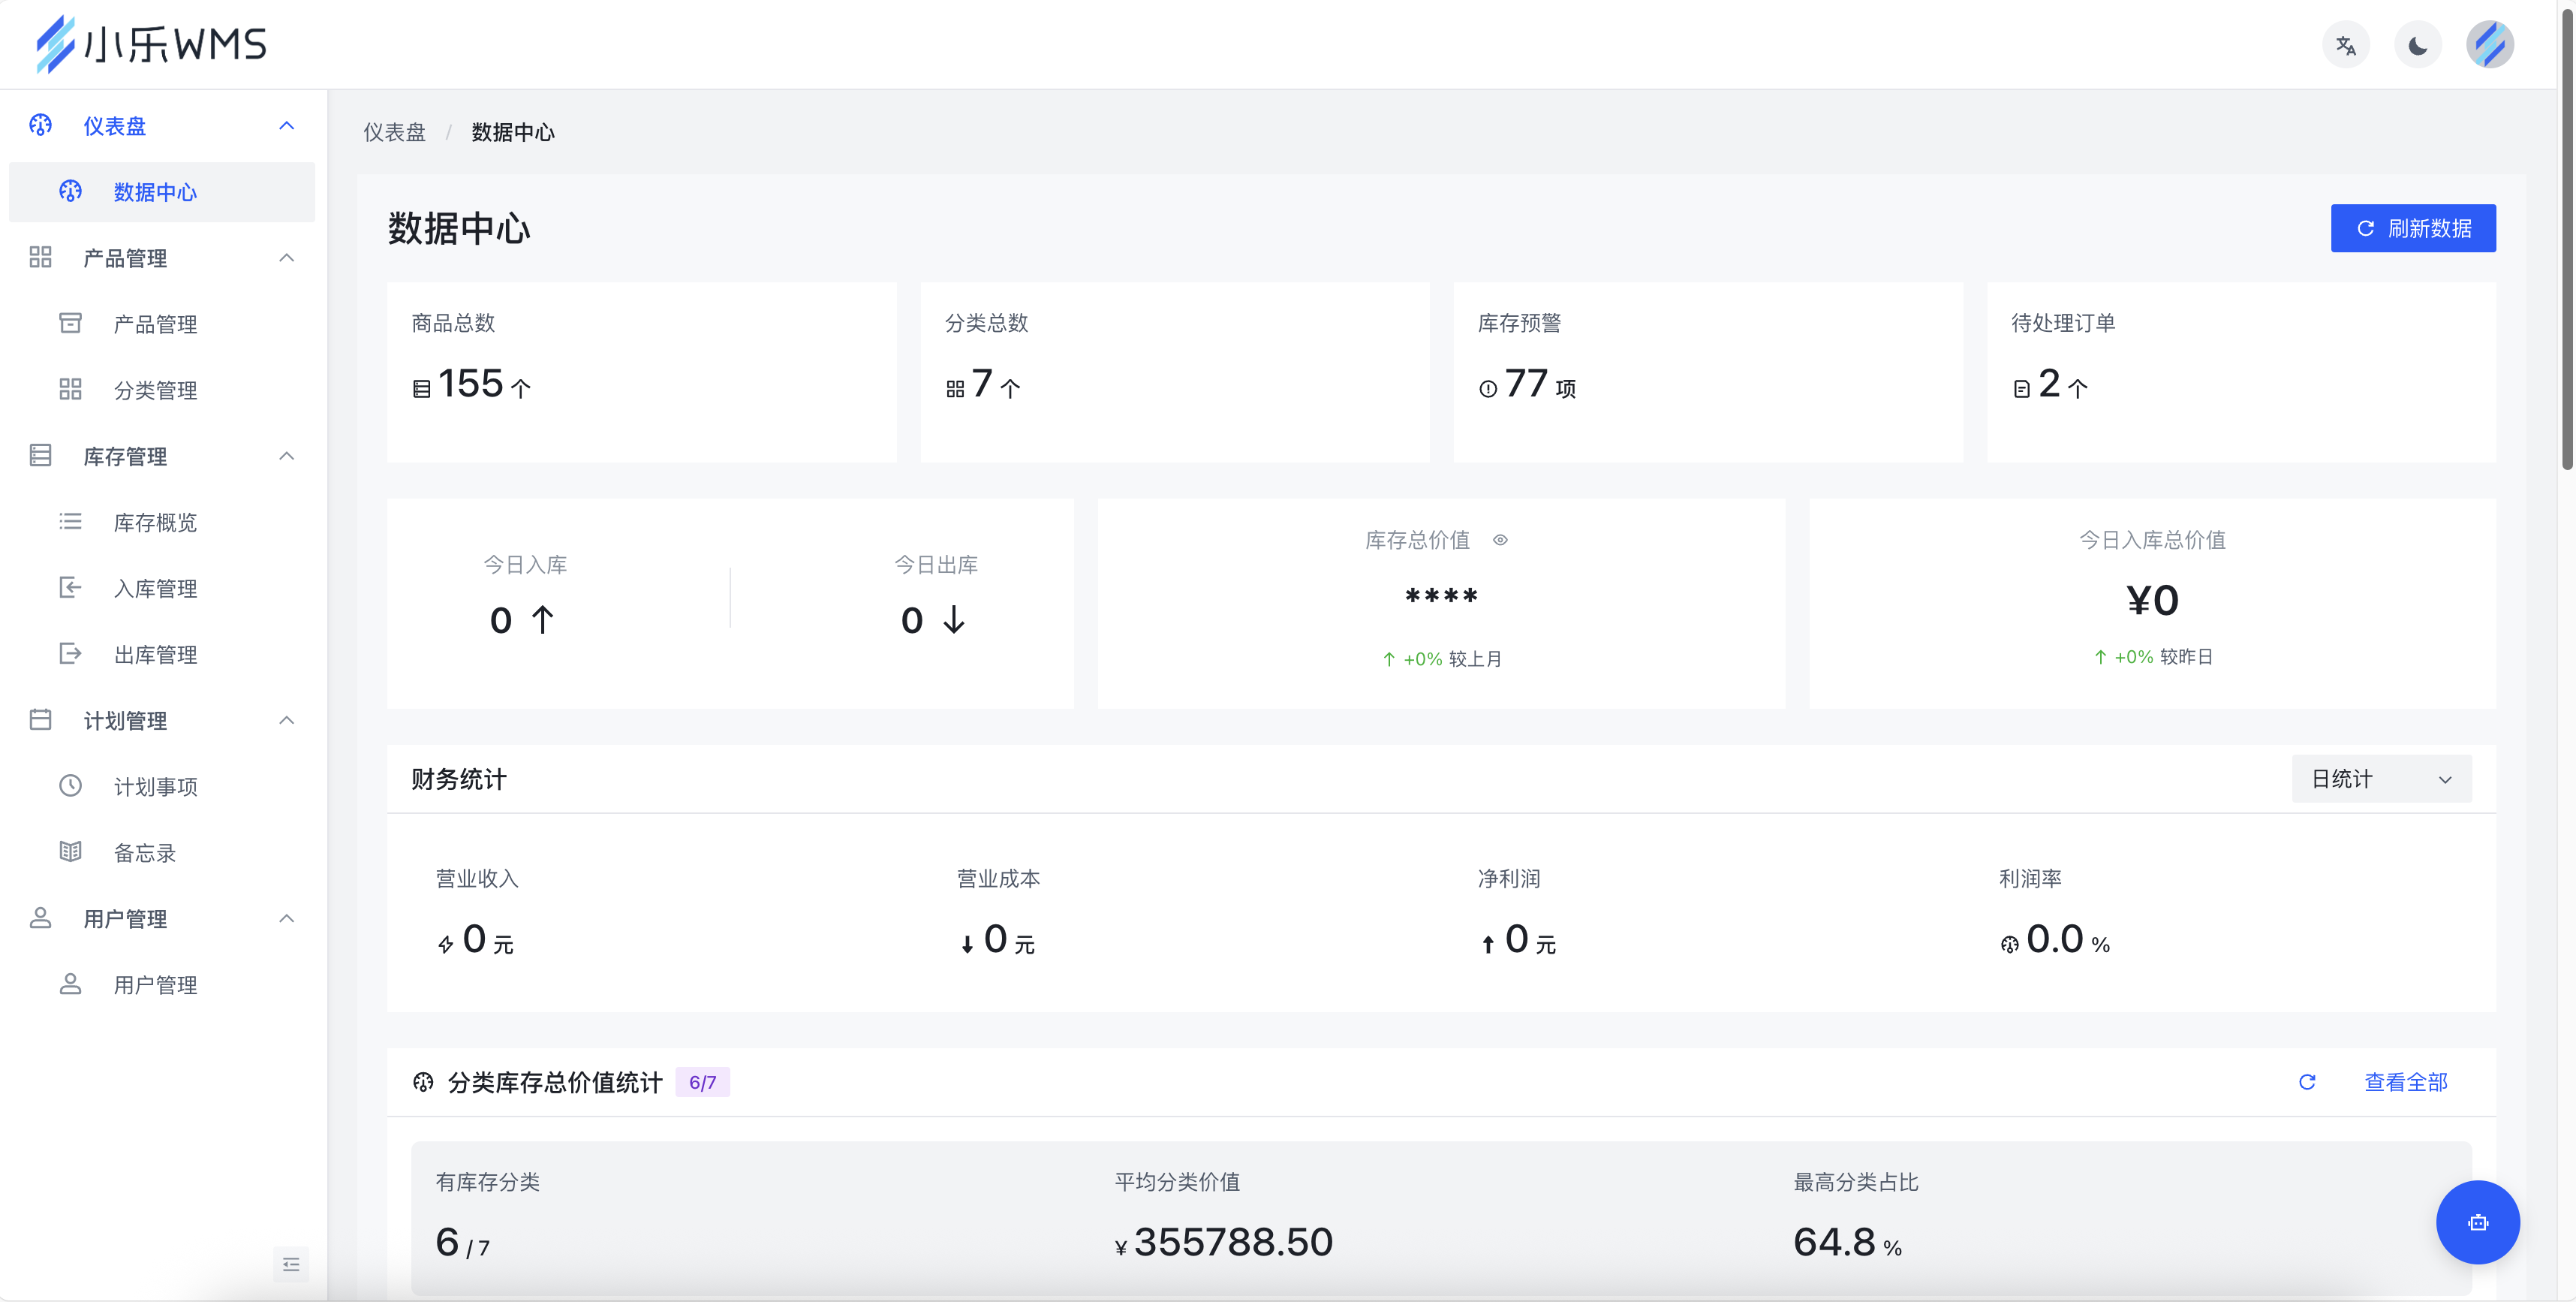 小乐WMS
仪表盘
数据中心
产品管理
产品管理
分类管理
库存管理
库存概览
入库管理
出库管理
计划管理
计划事项
备忘录
用户管理
用户管理
仪表盘 / 数据中心
数据中心
刷新数据
商品总数
155 个
分类总数
7 个
库存预警
77 项
待处理订单
2 个
今日入库
0 ↑
今日出库
0 ↓
库存总价值
****
↑ +0% 较上月
今日入库总价值
¥0
↑ +0% 较昨日
财务统计
日统计
营业收入
0 元
营业成本
0 元
净利润
0 元
利润率
0.0 %
分类库存总价值统计 6/7
查看全部
有库存分类
6 / 7
平均分类价值
¥ 355788.50
最高分类占比
64.8 %